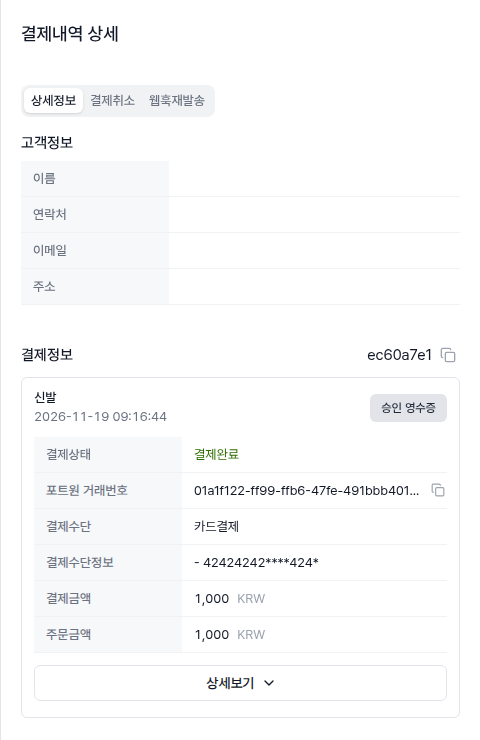 결제내역 상세
상세정보 결제취소 웹훅재발송
고객정보
이름
연락처
이메일
주소
결제정보 ec60a7e1
신발
2026-11-19 09:16:44
승인 영수증
결제상태 결제완료
포트원 거래번호 01a1f122-ff99-ffb6-47fe-491bbb401...
결제수단 카드결제
결제수단정보 - 42424242****424*
결제금액 1,000 KRW
주문금액 1,000 KRW
상세보기